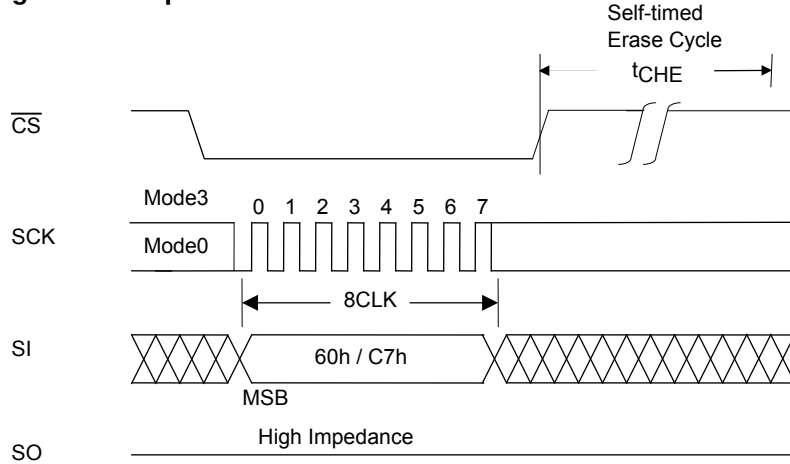 Self-timed
Erase Cycle
tCHE
CS
Mode3
0 1 2 3 4 5 6 7
SCK
Mode0
8CLK
SI
60h / C7h
MSB
High Impedance
SO